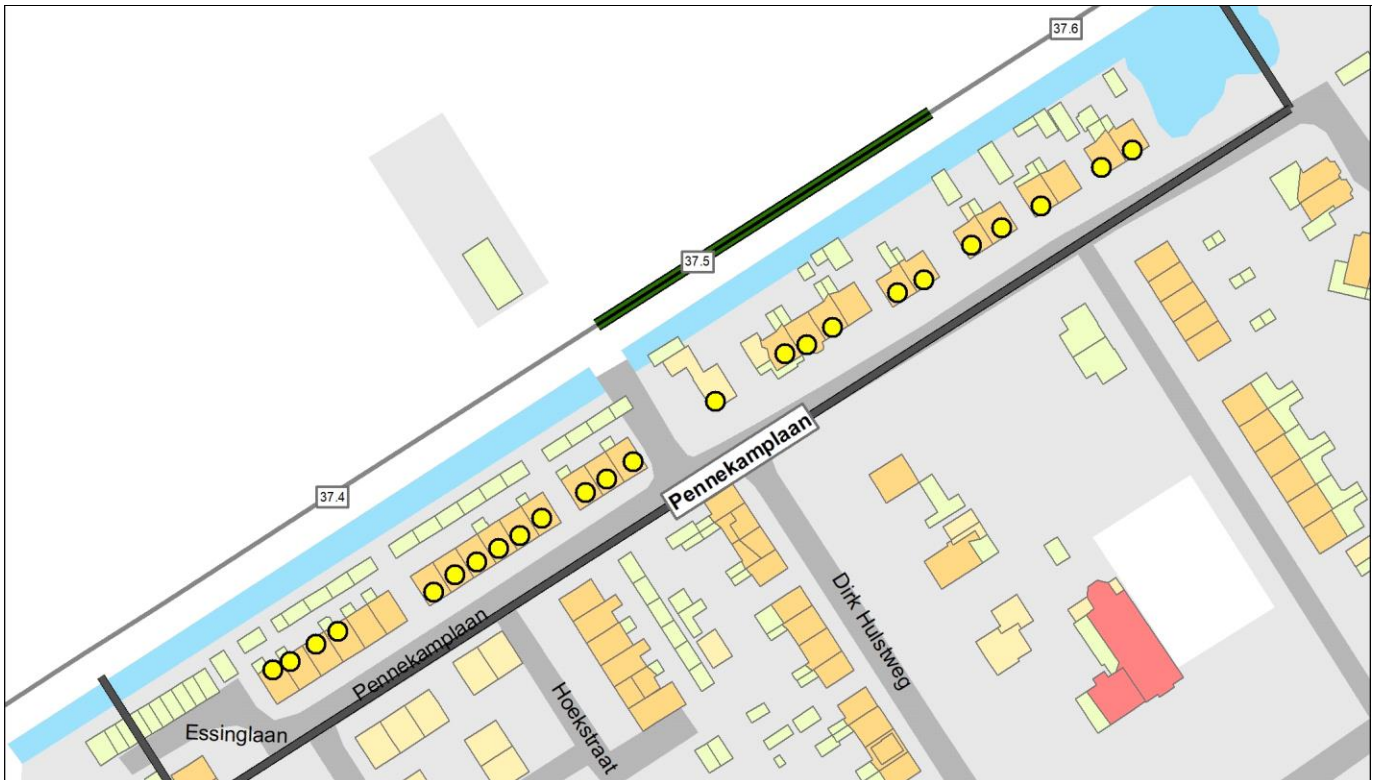 37.6
37.5
Pennekamplaan
37.4
Dirk Hulstweg
Pennekamplaan
Hoekstraat
Essinglaan